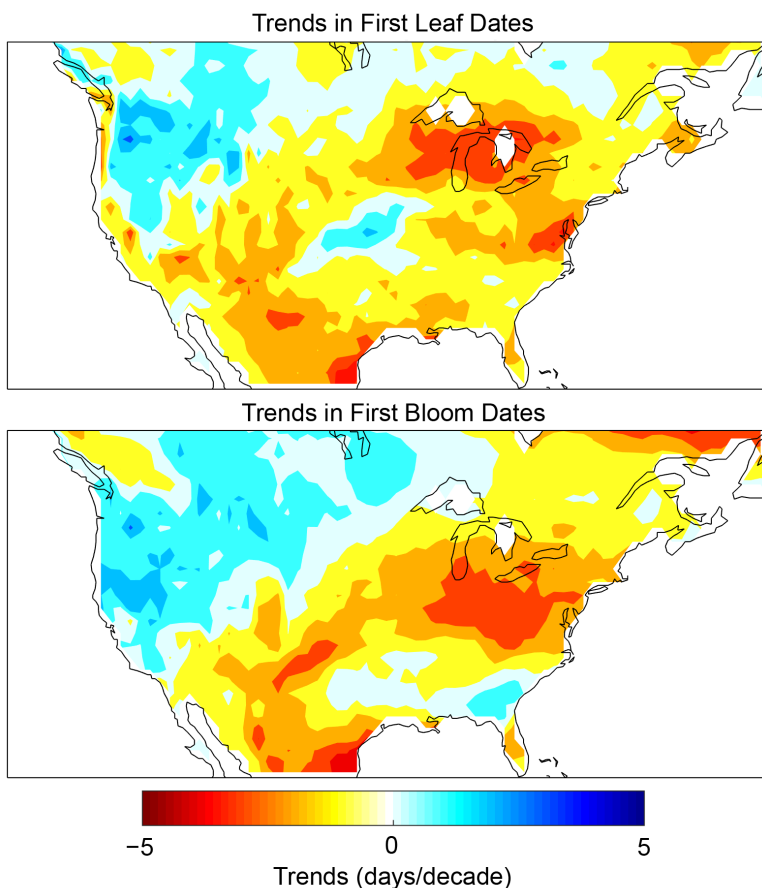 Trends in First Leaf Dates
Trends in First Bloom Dates
−5 0 5
Trends (days/decade)